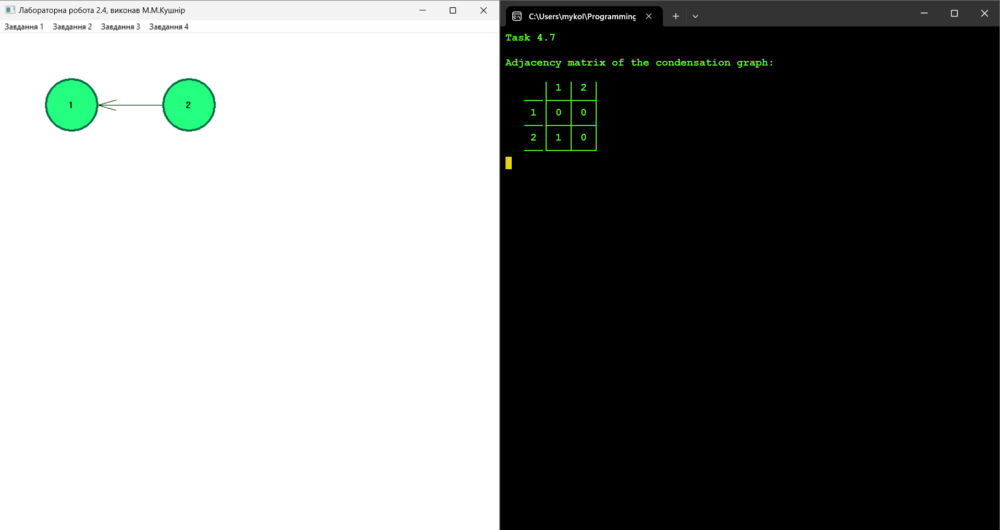 Лабораторна робота 2.4, виконав М.М.Кушнір
Завдання 1 Завдання 2 Завдання 3 Завдання 4
1 2
C:\Users\mykol\Programming
Task 4.7
Adjacency matrix of the condensation graph:
1 2
1 0 0
2 1 0